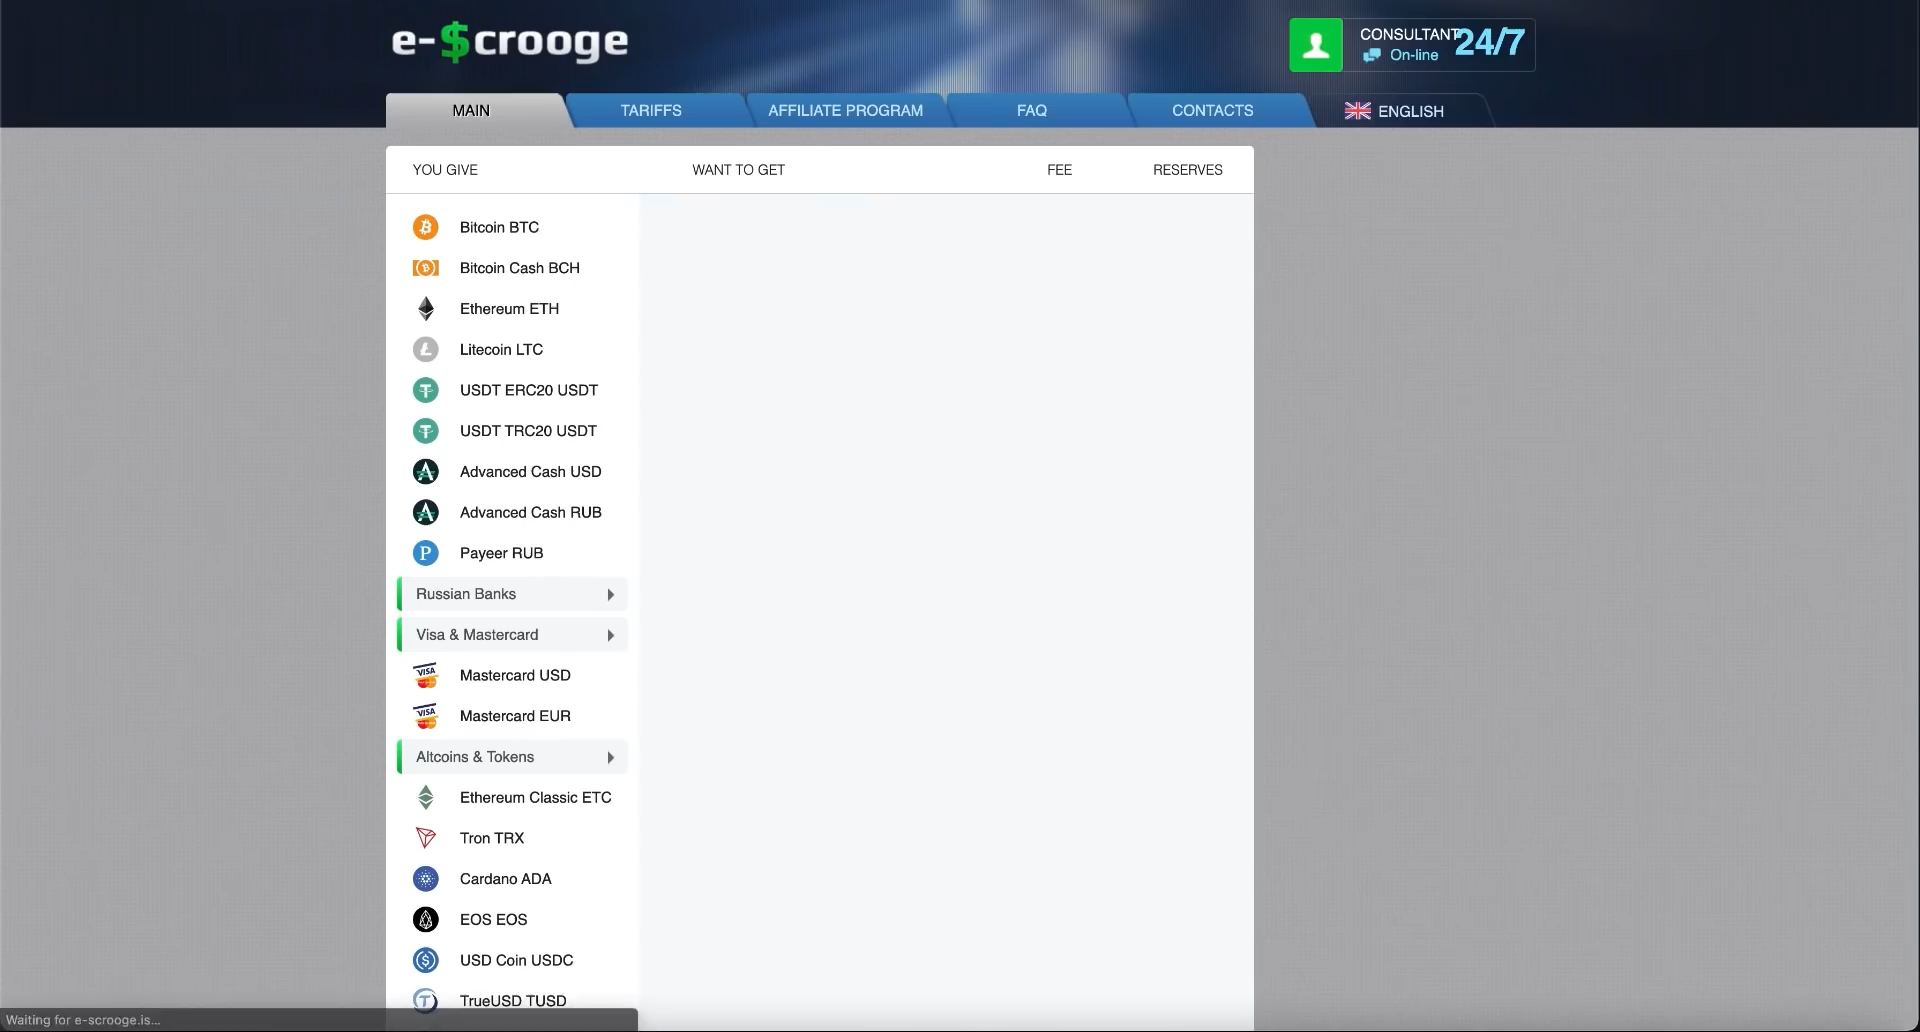 e-$crooge
CONSULTANT
On-line
24/7
MAIN
TARIFFS
AFFILIATE PROGRAM
FAQ
CONTACTS
ENGLISH
YOU GIVE
WANT TO GET
FEE
RESERVES
Bitcoin BTC
Bitcoin Cash BCH
Ethereum ETH
Litecoin LTC
USDT ERC20 USDT
USDT TRC20 USDT
Advanced Cash USD
Advanced Cash RUB
Payeer RUB
Russian Banks
Visa & Mastercard
VISA
Mastercard USD
VISA
Mastercard EUR
Altcoins & Tokens
Ethereum Classic ETC
Tron TRX
Cardano ADA
EOS EOS
USD Coin USDC
TrueUSD TUSD
Waiting for e-scrooge.is...